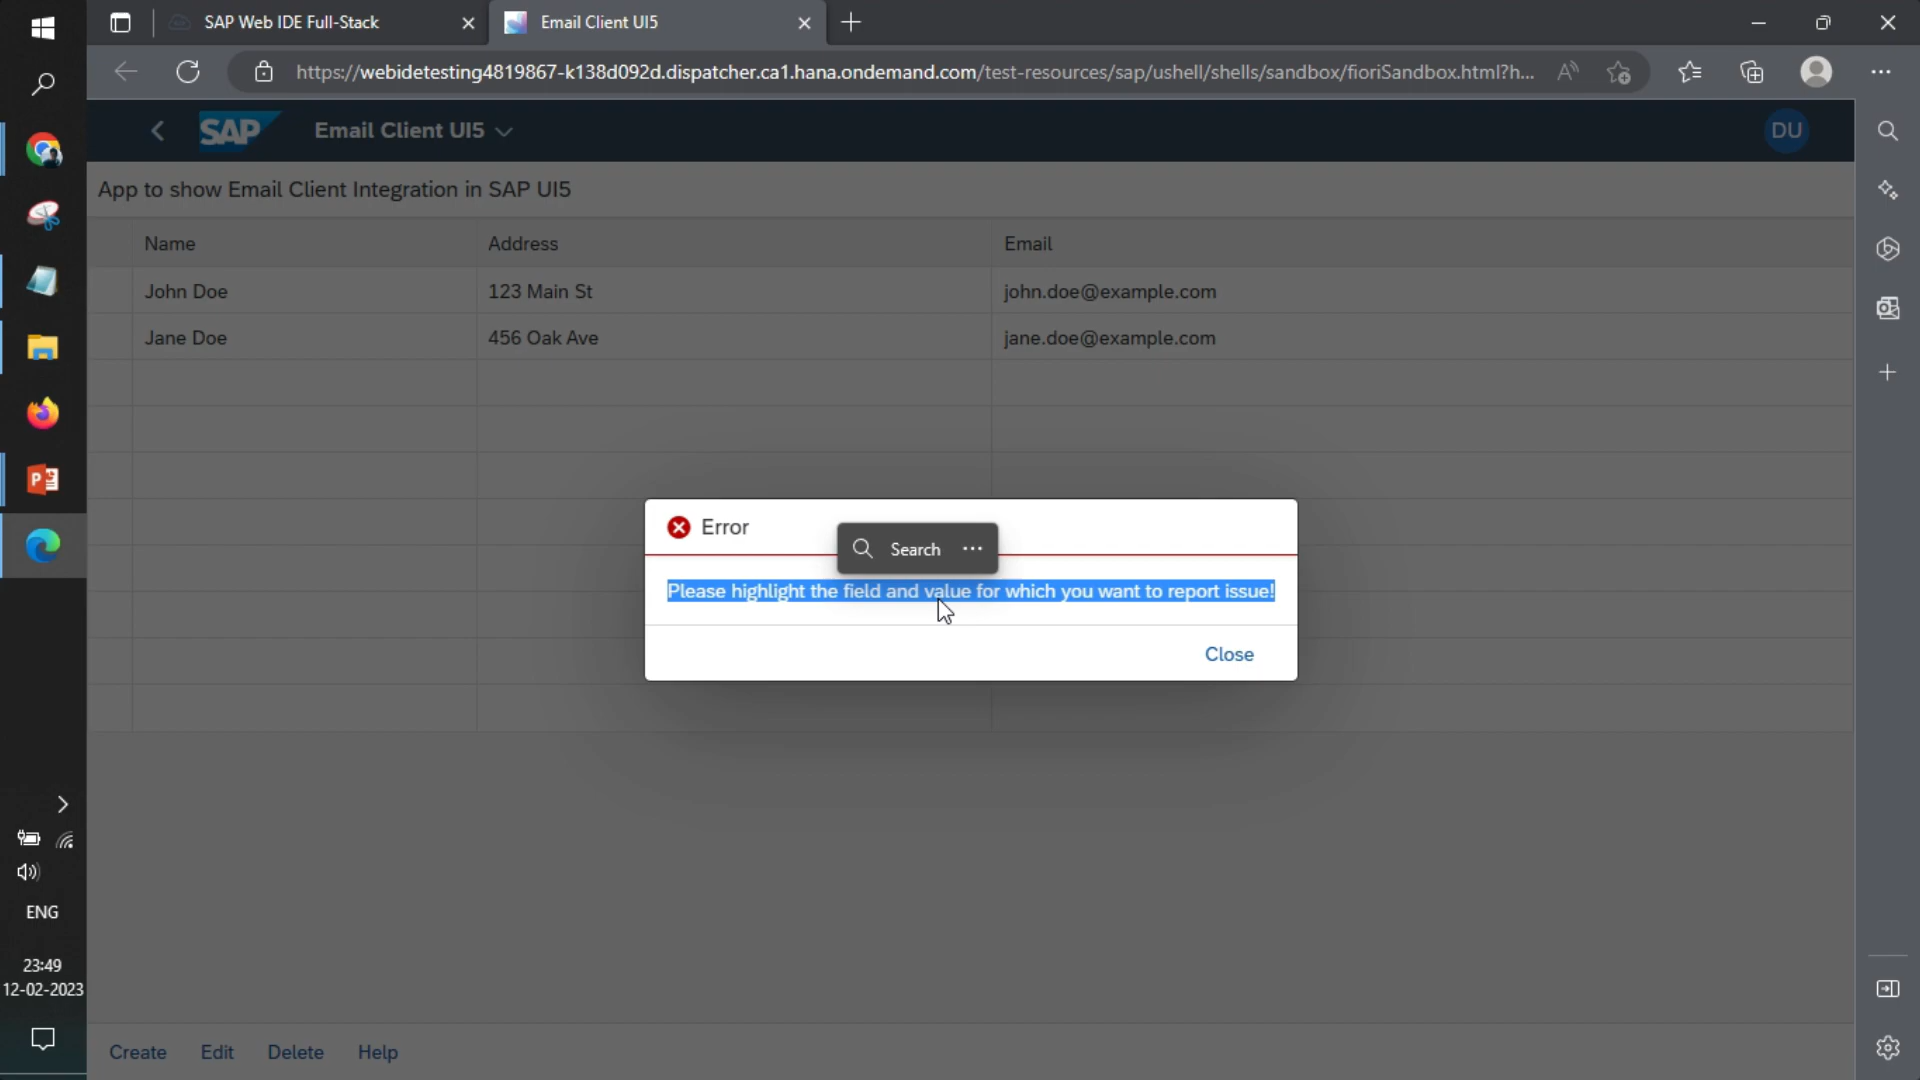 SAP Web IDE Full-Stack
Email Client UI5
https://webidetesting4819867-k138d092d.dispatcher.ca1.hana.ondemand.com/test-resources/sap/ushell/shells/sandbox/fioriSandbox.html?h...
SAP
Email Client UI5
DU
App to show Email Client Integration in SAP UI5
Name Address Email
John Doe 123 Main St john.doe@example.com
Jane Doe 456 Oak Ave jane.doe@example.com
Error
Search
Please highlight the field and value for which you want to report issue!
Close
ENG
23:49
12-02-2023
Create Edit Delete Help